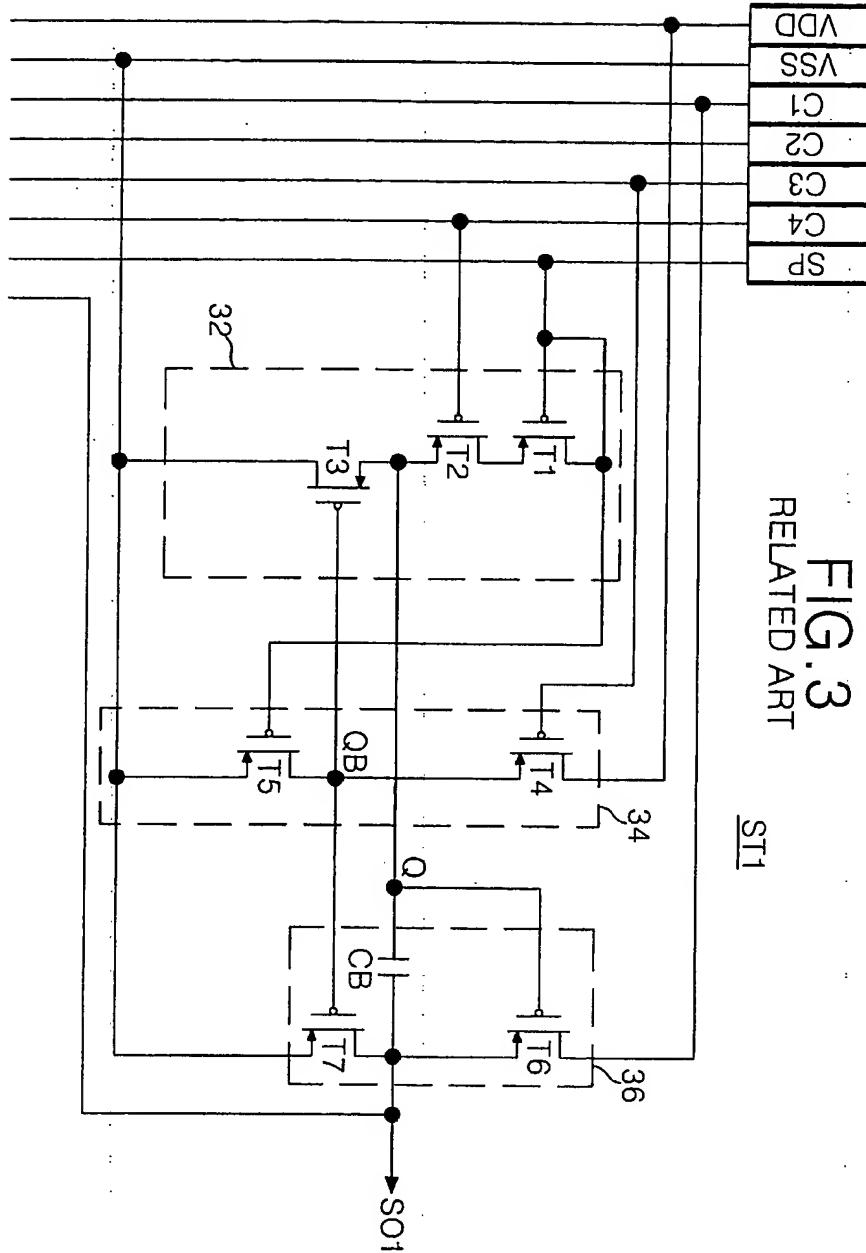 FIG.3
RELATED ART
ST1
VDD
VSS
C1
C2
C3
C4
SP
32
T1
T2
T3
34
T4
QB
T5
Q
36
CB
T6
T7
SO1